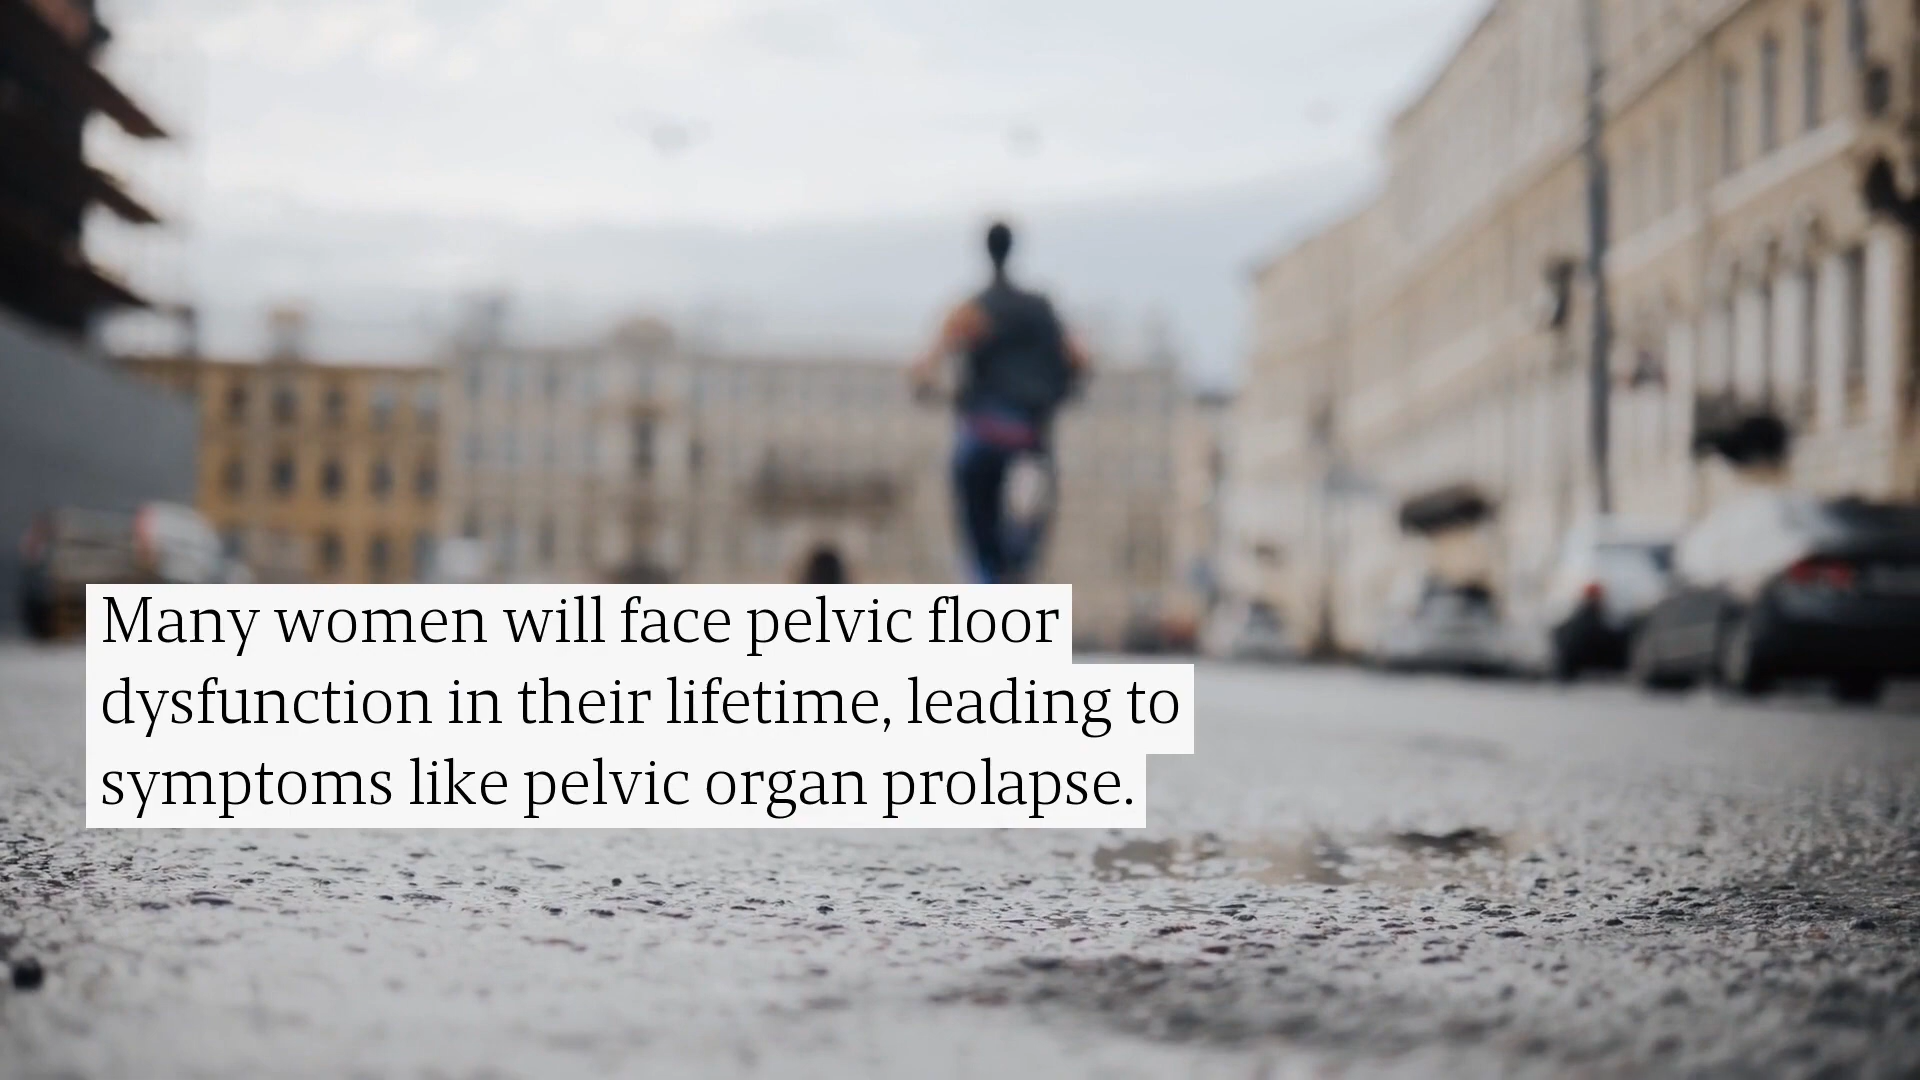 Many women will face pelvic floor
dysfunction in their lifetime, leading to
symptoms like pelvic organ prolapse.